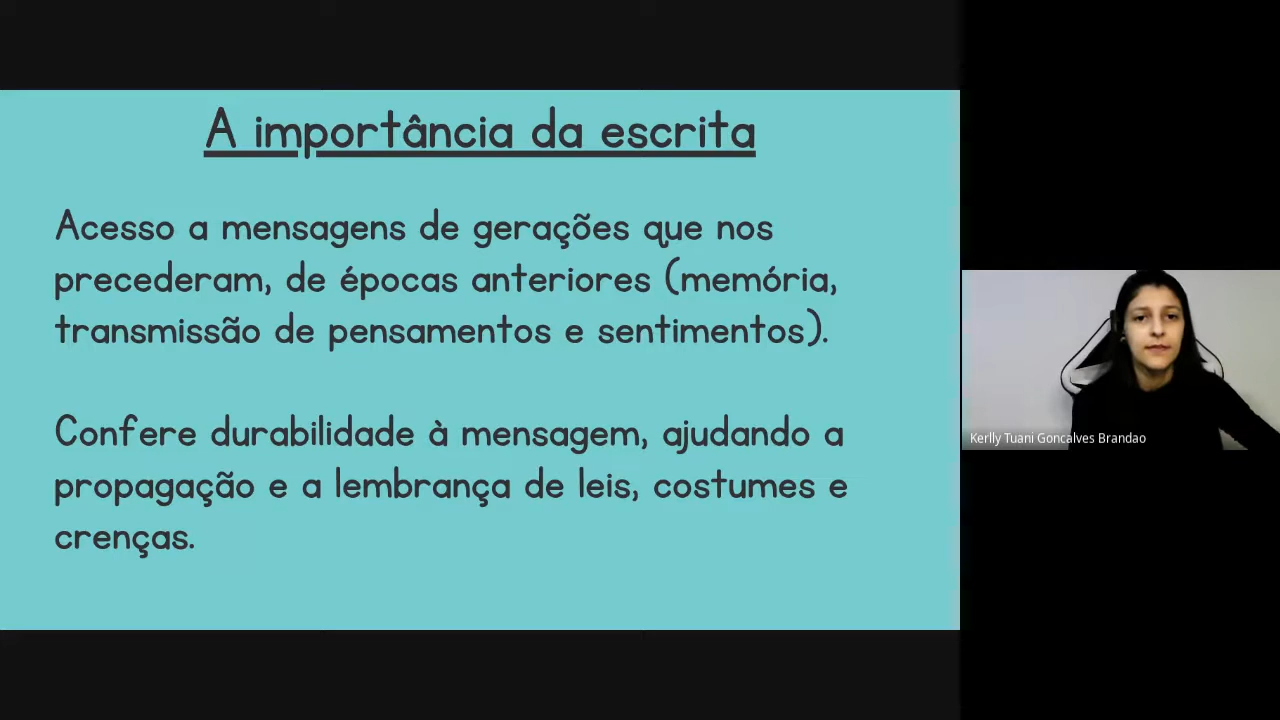 A importância da escrita
Acesso a mensagens de gerações que nos
precederam, de épocas anteriores (memória,
transmissão de pensamentos e sentimentos).
Confere durabilidade à mensagem, ajudando a
propagação e a lembrança de leis, costumes e
crenças.
Kerlly Tuani Goncalves Brandao